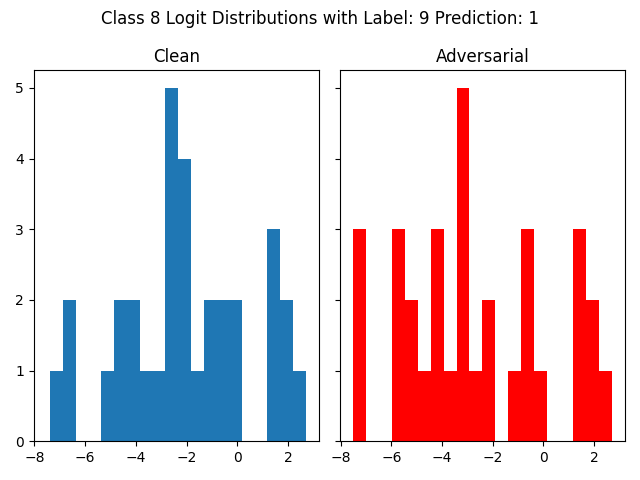 Class 8 Logit Distributions with Label: 9 Prediction: 1
Clean
Adversarial
5
4
3
2
1
0
−8 −6 −4 −2 0 2
−8 −6 −4 −2 0 2